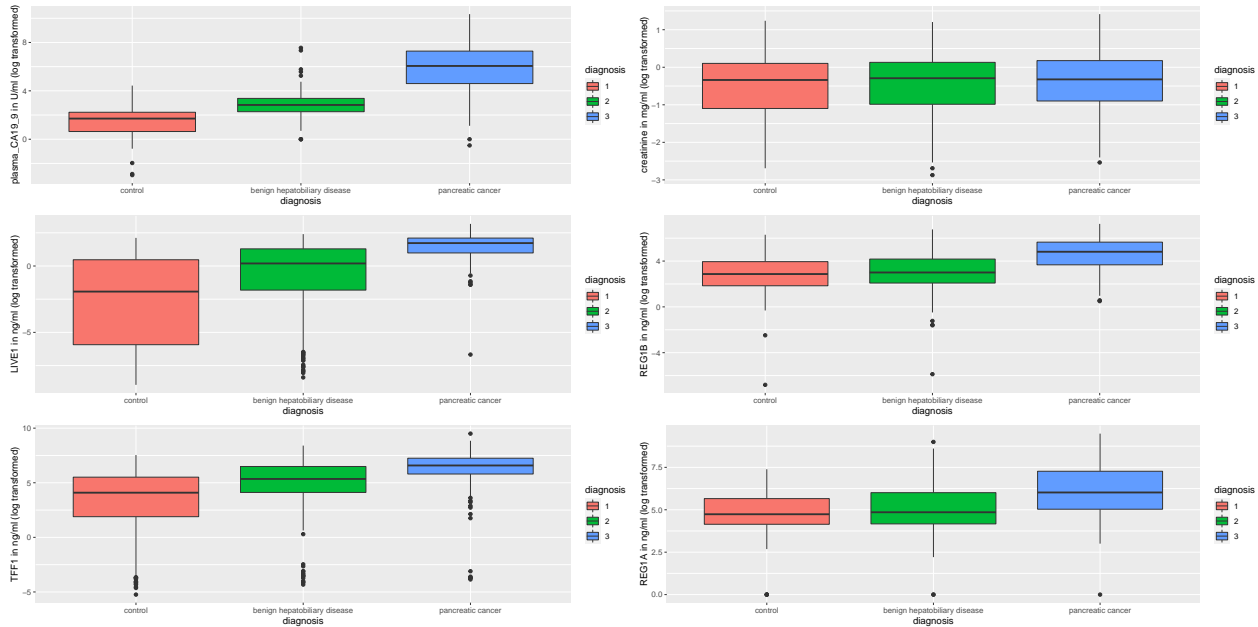 plasma_CA19_9 in U/ml (log transformed)
8
4
0
control
benign hepatobiliary disease
pancreatic cancer
diagnosis
diagnosis
1
2
3
creatinine in mg/ml (log transformed)
1
0
−1
−2
−3
control
benign hepatobiliary disease
pancreatic cancer
diagnosis
diagnosis
1
2
3
LIVE1 in ng/ml (log transformed)
0
−5
control
benign hepatobiliary disease
pancreatic cancer
diagnosis
diagnosis
1
2
3
REG1B in ng/ml (log transformed)
4
0
−4
control
benign hepatobiliary disease
pancreatic cancer
diagnosis
diagnosis
1
2
3
TFF1 in ng/ml (log transformed)
10
5
0
−5
control
benign hepatobiliary disease
pancreatic cancer
diagnosis
diagnosis
1
2
3
REG1A in ng/ml (log transformed)
7.5
5.0
2.5
0.0
control
benign hepatobiliary disease
pancreatic cancer
diagnosis
diagnosis
1
2
3